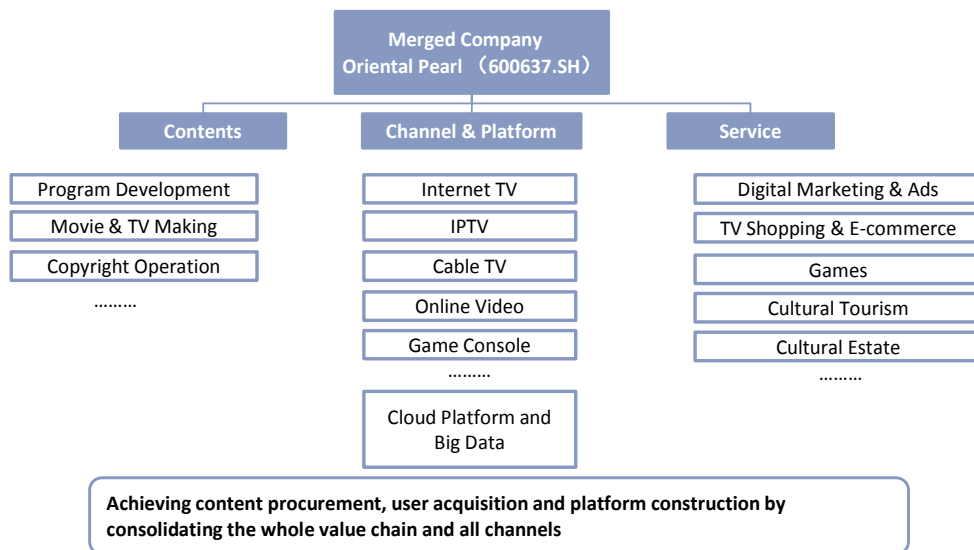 Merged Company
Oriental Pearl （600637.SH）
Contents
Channel & Platform
Service
Program Development
Movie & TV Making
Copyright Operation
………
Internet TV
IPTV
Cable TV
Online Video
Game Console
………
Cloud Platform and
Big Data
Digital Marketing & Ads
TV Shopping & E-commerce
Games
Cultural Tourism
Cultural Estate
………
Achieving content procurement, user acquisition and platform construction by
consolidating the whole value chain and all channels